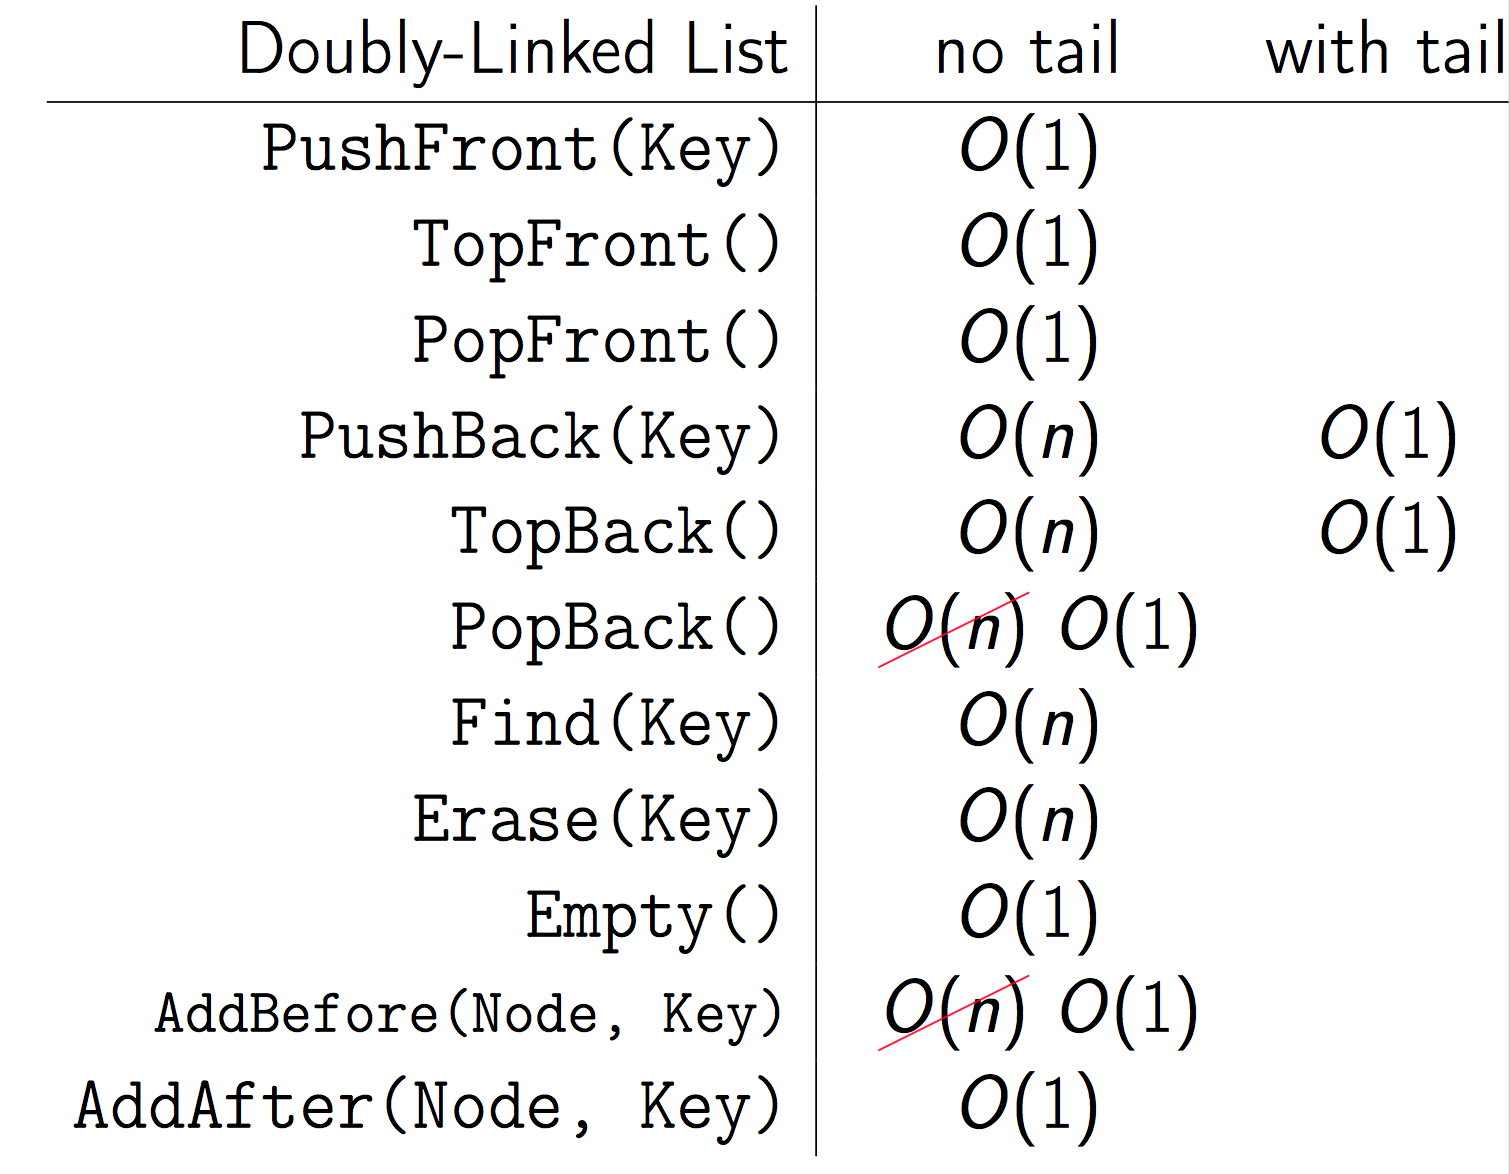 Doubly-Linked List no tail with tail
PushFront(Key) O(1)
TopFront() O(1)
PopFront() O(1)
PushBack(Key) O(n) O(1)
TopBack() O(n) O(1)
PopBack() O(n) O(1)
Find(Key) O(n)
Erase(Key) O(n)
Empty() O(1)
AddBefore(Node, Key) O(n) O(1)
AddAfter(Node, Key) O(1)